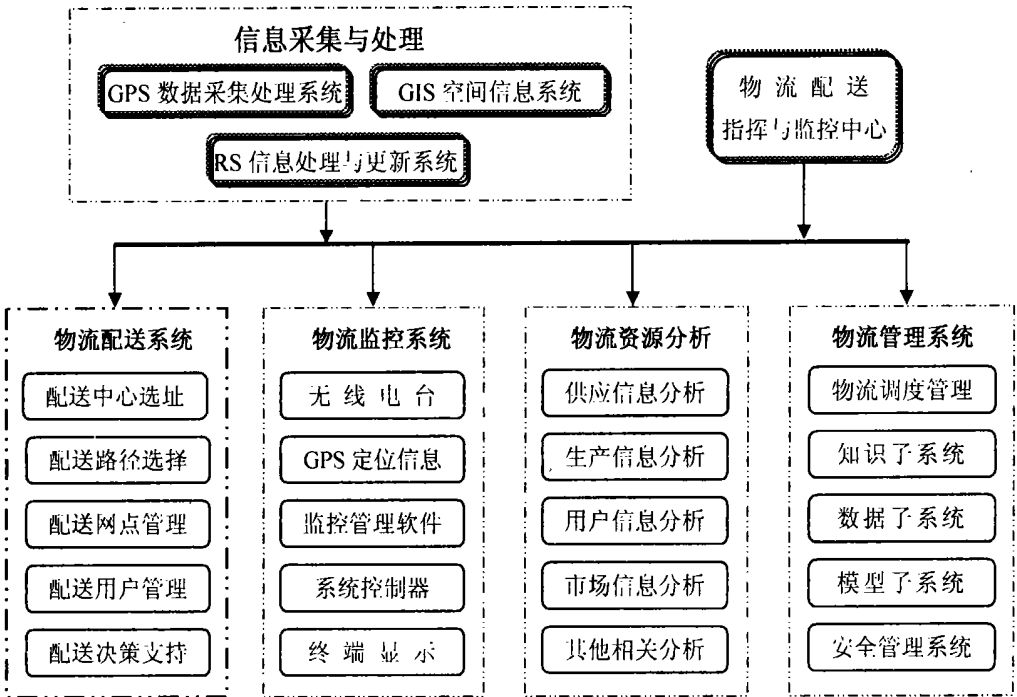 信息采集与处理
GPS 数据采集处理系统
GIS 空间信息系统
RS 信息处理与更新系统
物流配送
指挥与监控中心
物流配送系统
配送中心选址
配送路径选择
配送网点管理
配送用户管理
配送决策支持
物流监控系统
无线电台
GPS 定位信息
监控管理软件
系统控制器
终端显示
物流资源分析
供应信息分析
生产信息分析
用户信息分析
市场信息分析
其他相关分析
物流管理系统
物流调度管理
知识子系统
数据子系统
模型子系统
安全管理系统